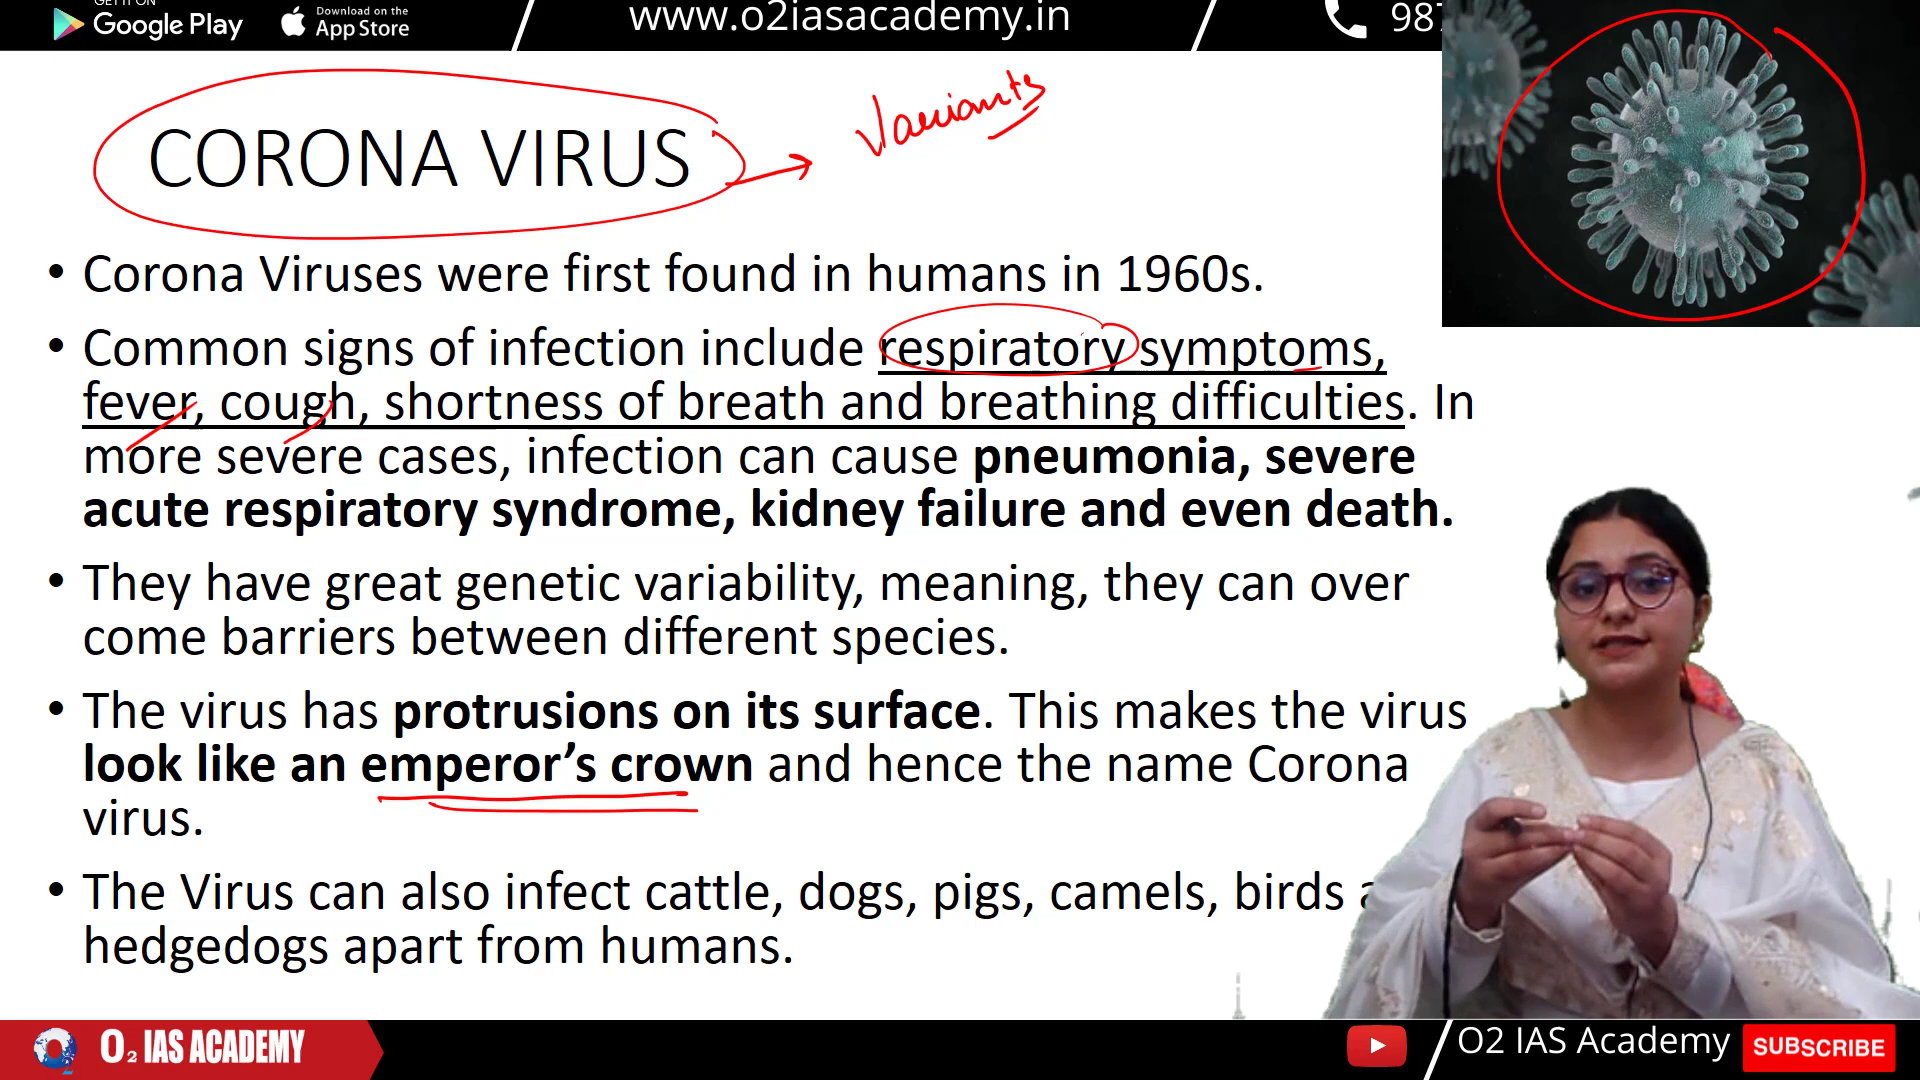 GET IT ON
Google Play
Download on the
App Store
www.o2iasacademy.in
CORONA VIRUS
Variants
• Corona Viruses were first found in humans in 1960s.
• Common signs of infection include respiratory symptoms,
fever, cough, shortness of breath and breathing difficulties. In
more severe cases, infection can cause pneumonia, severe
acute respiratory syndrome, kidney failure and even death.
• They have great genetic variability, meaning, they can over
come barriers between different species.
• The virus has protrusions on its surface. This makes the virus
look like an emperor’s crown and hence the name Corona
virus.
• The Virus can also infect cattle, dogs, pigs, camels, birds
hedgedogs apart from humans.
O2 IAS ACADEMY
O2 IAS Academy
SUBSCRIBE